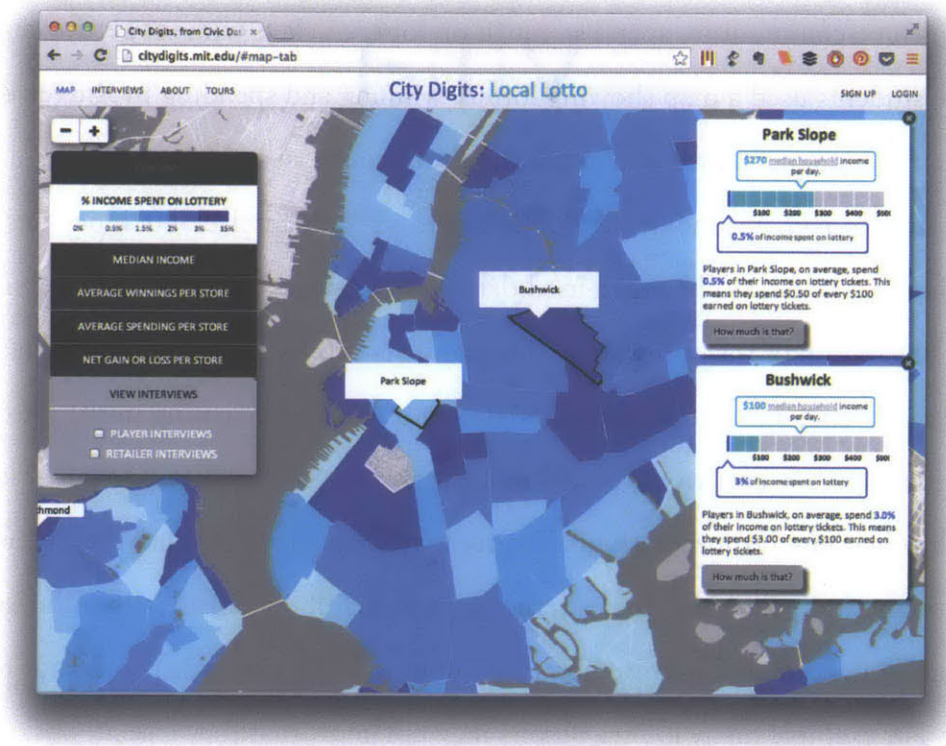 City Digits, from Civic Dat
citydigits.mit.edu/#map-tab
MAP INTERVIEWS ABOUT TOURS
City Digits: Local Lotto
SIGN UP LOGIN
% INCOME SPENT ON LOTTERY
0% 0.5% 1.5% 2% 3% 15%
MEDIAN INCOME
AVERAGE WINNINGS PER STORE
AVERAGE SPENDING PER STORE
NET GAIN OR LOSS PER STORE
VIEW INTERVIEWS
PLAYER INTERVIEWS
RETAILER INTERVIEWS
hmond
Bushwick
Park Slope
Park Slope
$270 median household income
per day.
$100 $200 $300 $400 $500
0.5% of income spent on lottery
Players in Park Slope, on average, spend
0.5% of their income on lottery tickets. This
means they spend $0.50 of every $100
earned on lottery tickets.
How much is that?
Bushwick
$100 median household income
per day.
$100 $200 $300 $400 $500
3% of income spent on lottery
Players in Bushwick, on average, spend 3.0%
of their income on lottery tickets. This means
they spend $3.00 of every $100 earned on
lottery tickets.
How much is that?